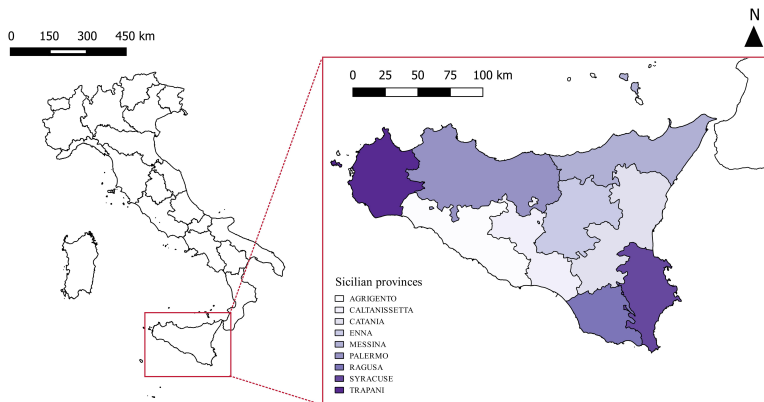 N
0 150 300 450 km
0 25 50 75 100 km
Sicilian provinces
AGRIGENTO
CALTANISSETTA
CATANIA
ENNA
MESSINA
PALERMO
RAGUSA
SYRACUSE
TRAPANI